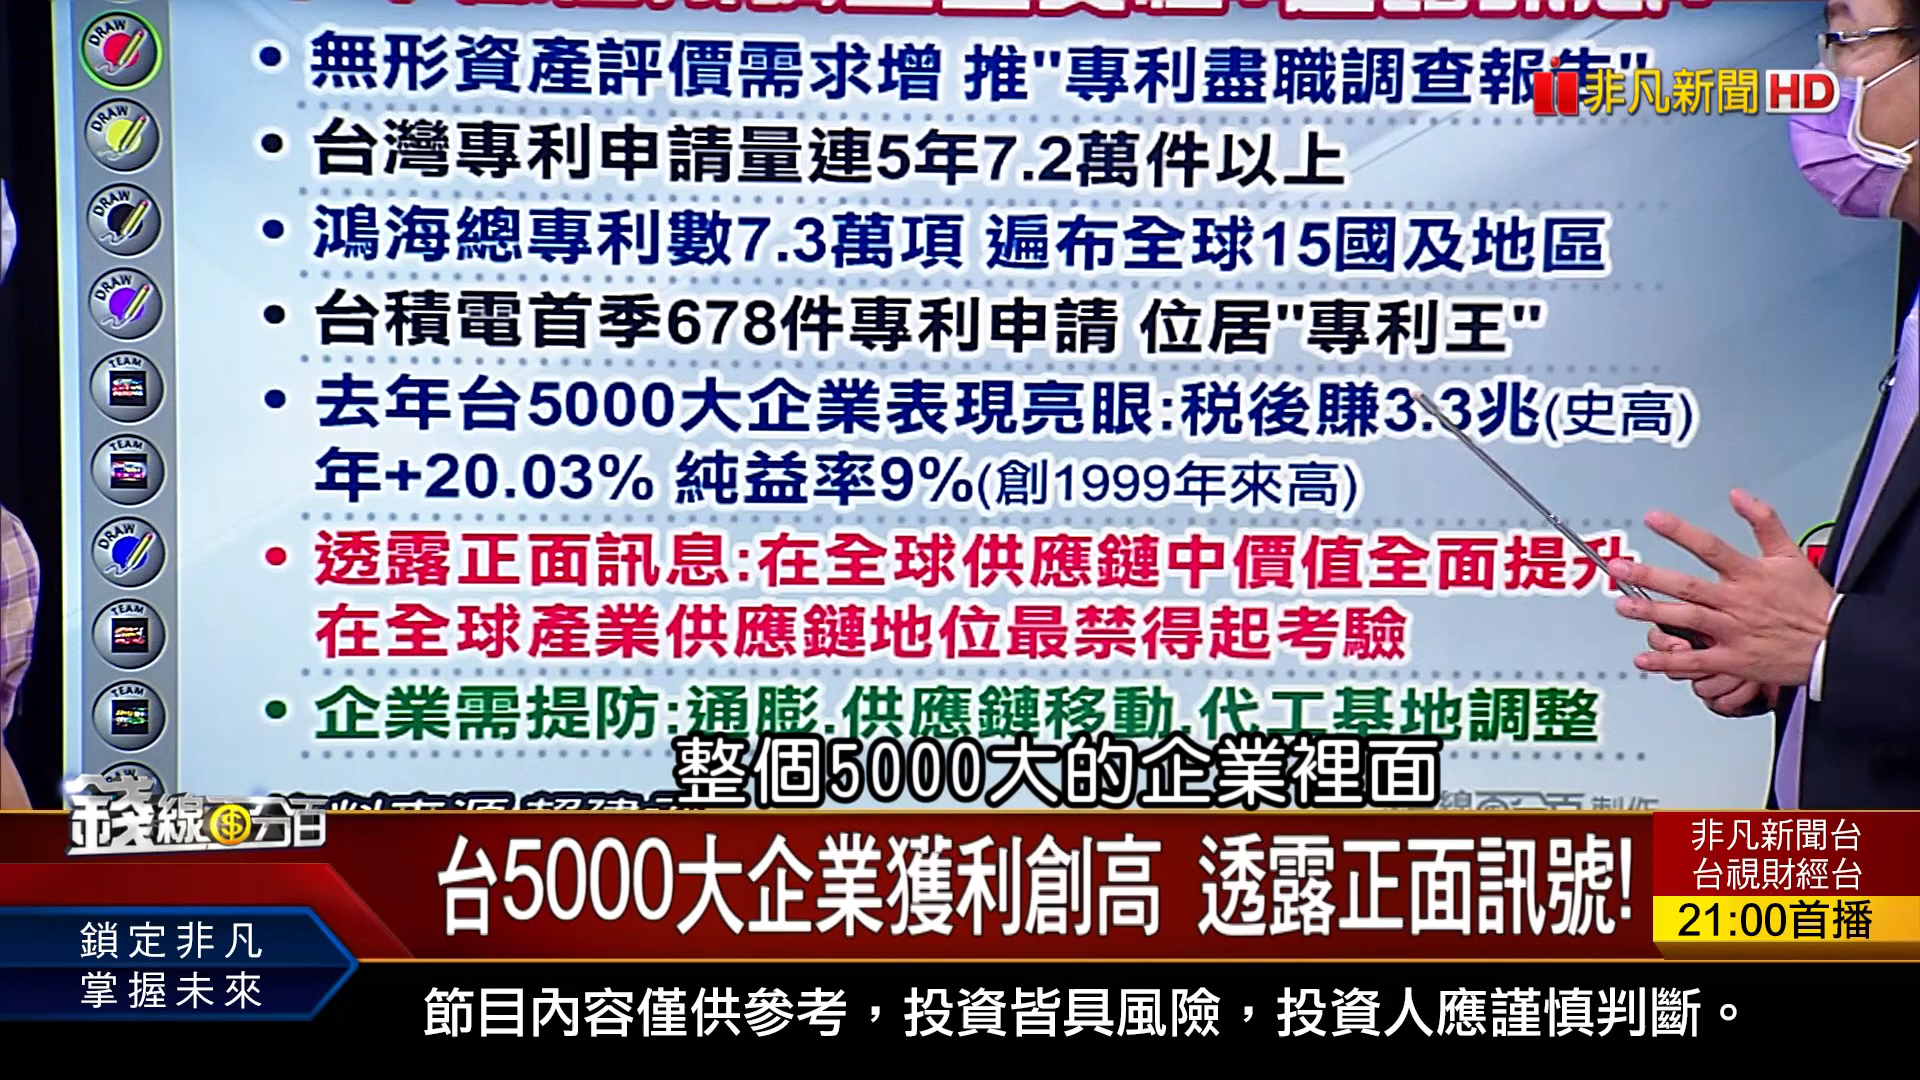 無形資產評價需求增 推"專利盡職調查報告"
非凡新聞HD
台灣專利申請量連5年7.2萬件以上
鴻海總專利數7.3萬項 遍布全球15國及地區
台積電首季678件專利申請 位居"專利王"
去年台5000大企業表現亮眼:稅後賺3.3兆(史高)
年+20.03% 純益率9%(創1999年來高)
透露正面訊息:在全球供應鏈中價值全面提升
在全球產業供應鏈地位最禁得起考驗
企業需提防:通膨.供應鏈移動.代工基地調整
DRAW
DRAW
DRAW
DRAW
TEAM
TEAM
DRAW
TEAM
TEAM
整個5000大的企業裡面
錢線百分百
台5000大企業獲利創高 透露正面訊號!
非凡新聞台
台視財經台
21:00首播
鎖定非凡
掌握未來
節目內容僅供參考，投資皆具風險，投資人應謹慎判斷。